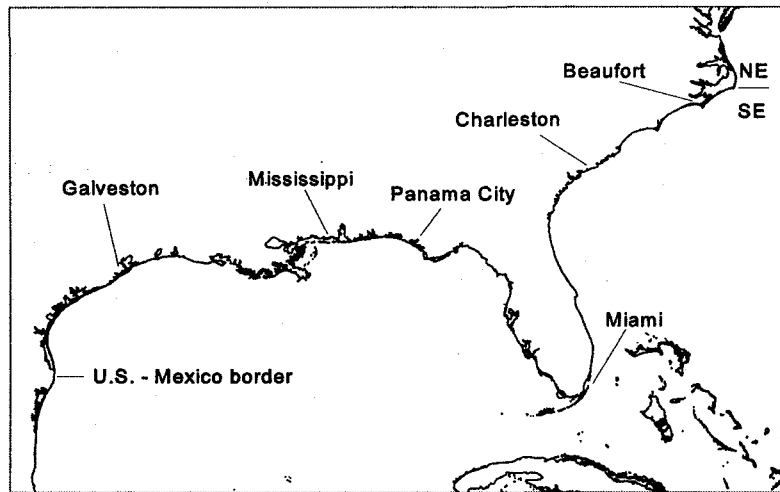 NE
Beaufort
SE
Charleston
Mississippi
Galveston
Panama City
Miami
U.S. - Mexico border